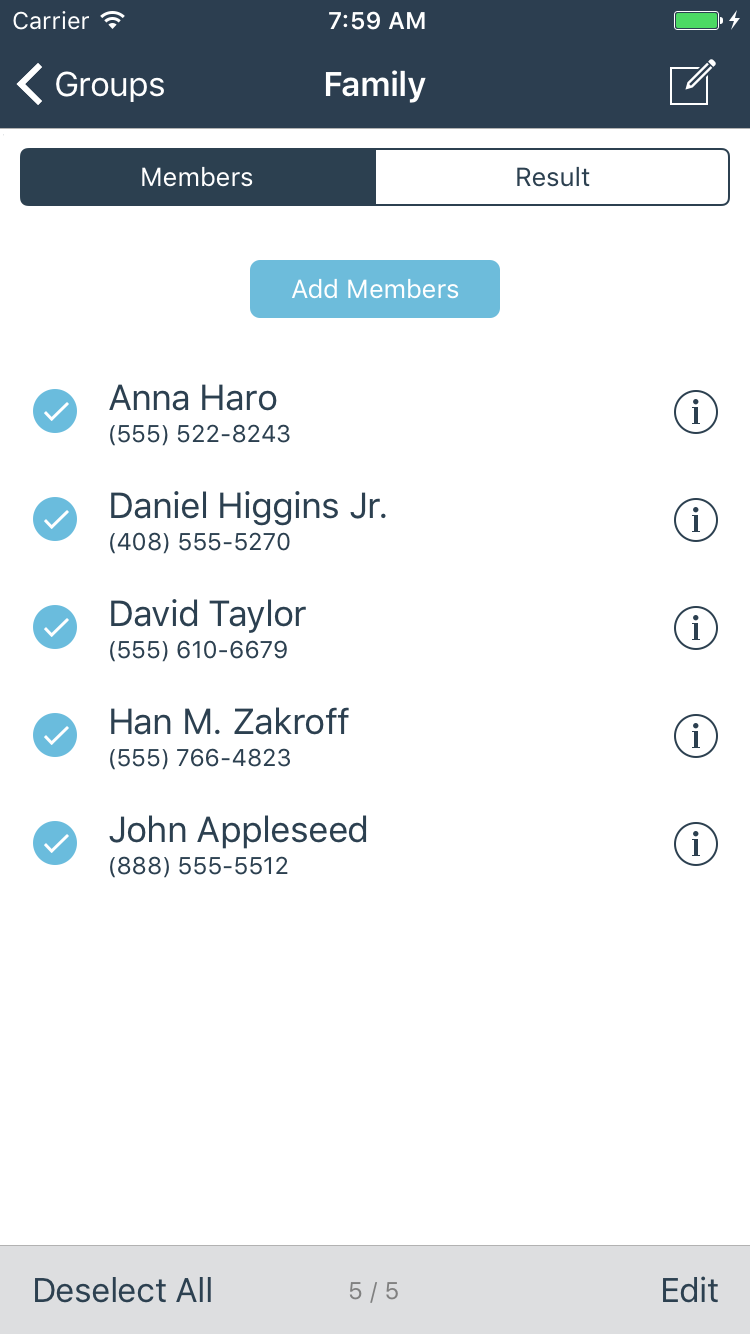 Carrier 7:59 AM
Groups Family
Members Result
Add Members
Anna Haro
(555) 522-8243
Daniel Higgins Jr.
(408) 555-5270
David Taylor
(555) 610-6679
Han M. Zakroff
(555) 766-4823
John Appleseed
(888) 555-5512
Deselect All 5 / 5 Edit